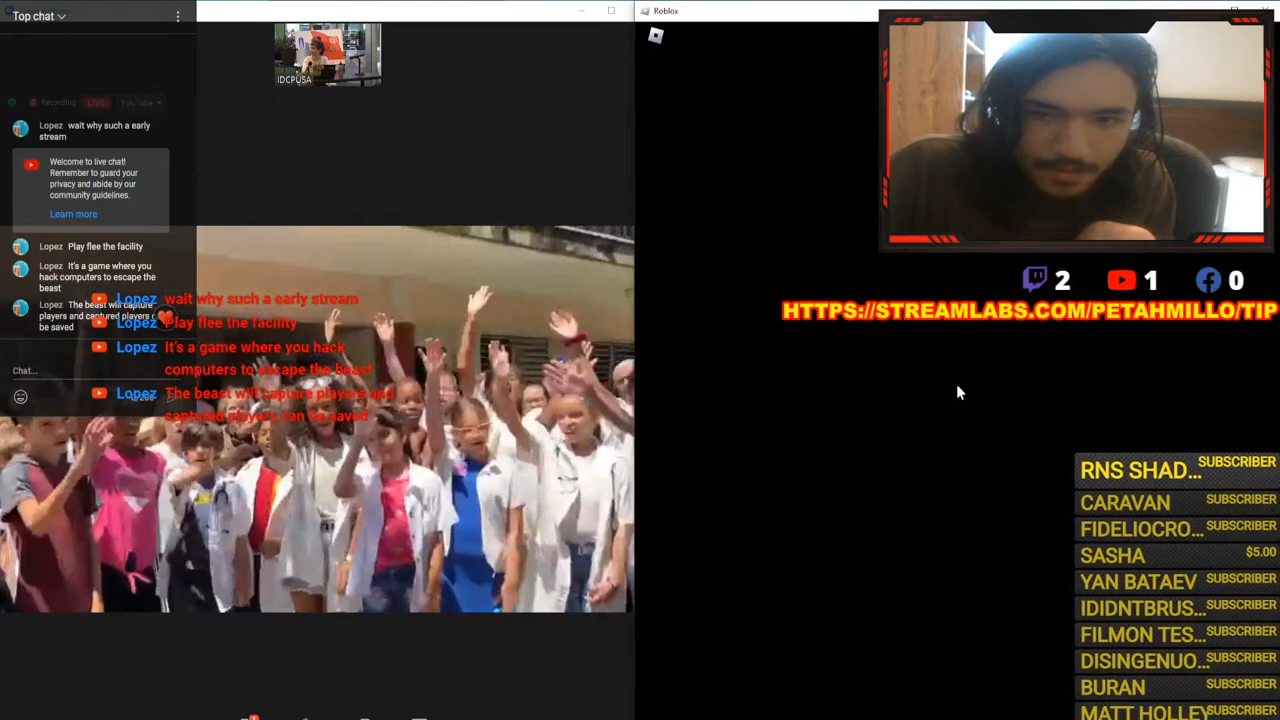 Top chat
Recording
LIVE
YouTube
Lopez wait why such a early
stream
Welcome to live chat!
Remember to guard your
privacy and abide by our
community guidelines.
Learn more
Lopez Play flee the facility
Lopez It's a game where you
hack computers to escape the
beast
Lopez The beast will capture
players and captured players c
be saved
Chat...
IDCPUSA
Lopez wait why such a early stream
Lopez Play flee the facility
Lopez It's a game where you hack
computers to escape the beast
Lopez The beast will capture players and
captured players can be saved
Roblox
2
1
0
HTTPS://STREAMLABS.COM/PETAHMILLO/TIP
RNS SHAD... SUBSCRIBER
CARAVAN SUBSCRIBER
FIDELIOCRO... SUBSCRIBER
SASHA $5.00
YAN BATAEV SUBSCRIBER
IDIDNTBRUS... SUBSCRIBER
FILMON TES... SUBSCRIBER
DISINGENUO... SUBSCRIBER
BURAN SUBSCRIBER
MATT HOLLEY SUBSCRIBER